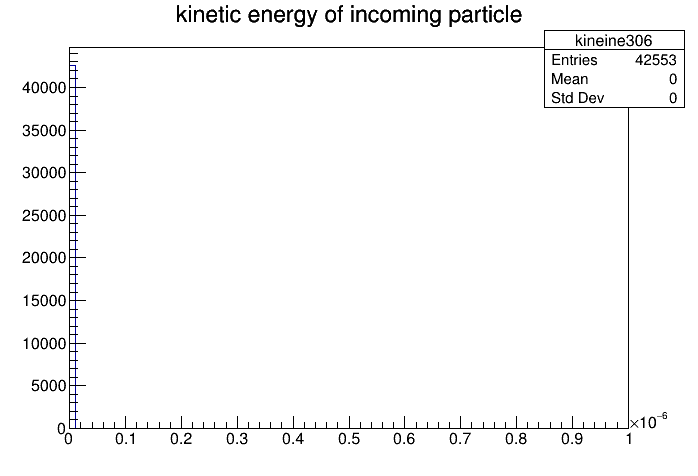 kinetic energy of incoming particle
kineine306
Entries 42553
Mean 0
Std Dev 0
40000
35000
30000
25000
20000
15000
10000
5000
0
0 0.1 0.2 0.3 0.4 0.5 0.6 0.7 0.8 0.9 1
×10⁻⁶